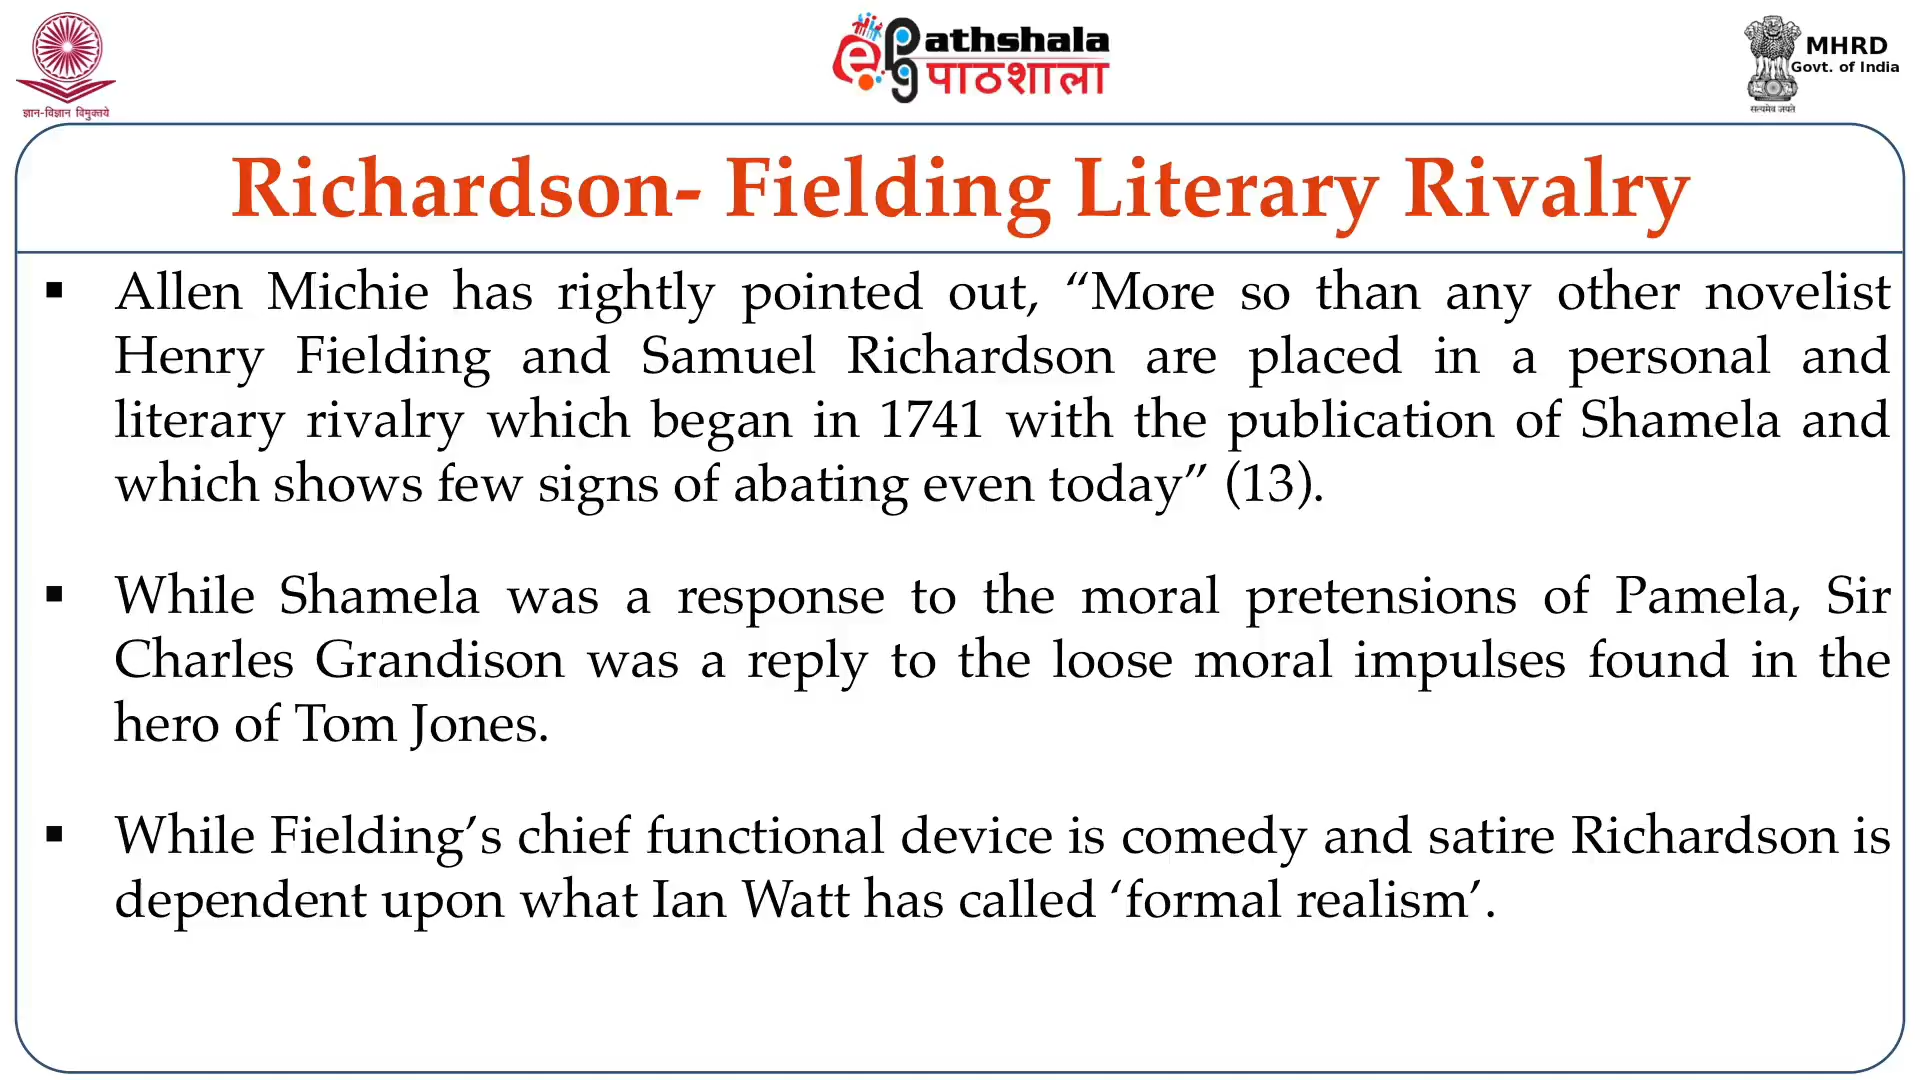 ज्ञान-विज्ञान विमुक्तये
e PG Pathshala
पाठशाला
MHRD
Govt. of India
सत्यमेव जयते
Richardson- Fielding Literary Rivalry
▪ Allen Michie has rightly pointed out, “More so than any other novelist
Henry Fielding and Samuel Richardson are placed in a personal and
literary rivalry which began in 1741 with the publication of Shamela and
which shows few signs of abating even today” (13).
▪ While Shamela was a response to the moral pretensions of Pamela, Sir
Charles Grandison was a reply to the loose moral impulses found in the
hero of Tom Jones.
▪ While Fielding’s chief functional device is comedy and satire Richardson is
dependent upon what Ian Watt has called ‘formal realism’.